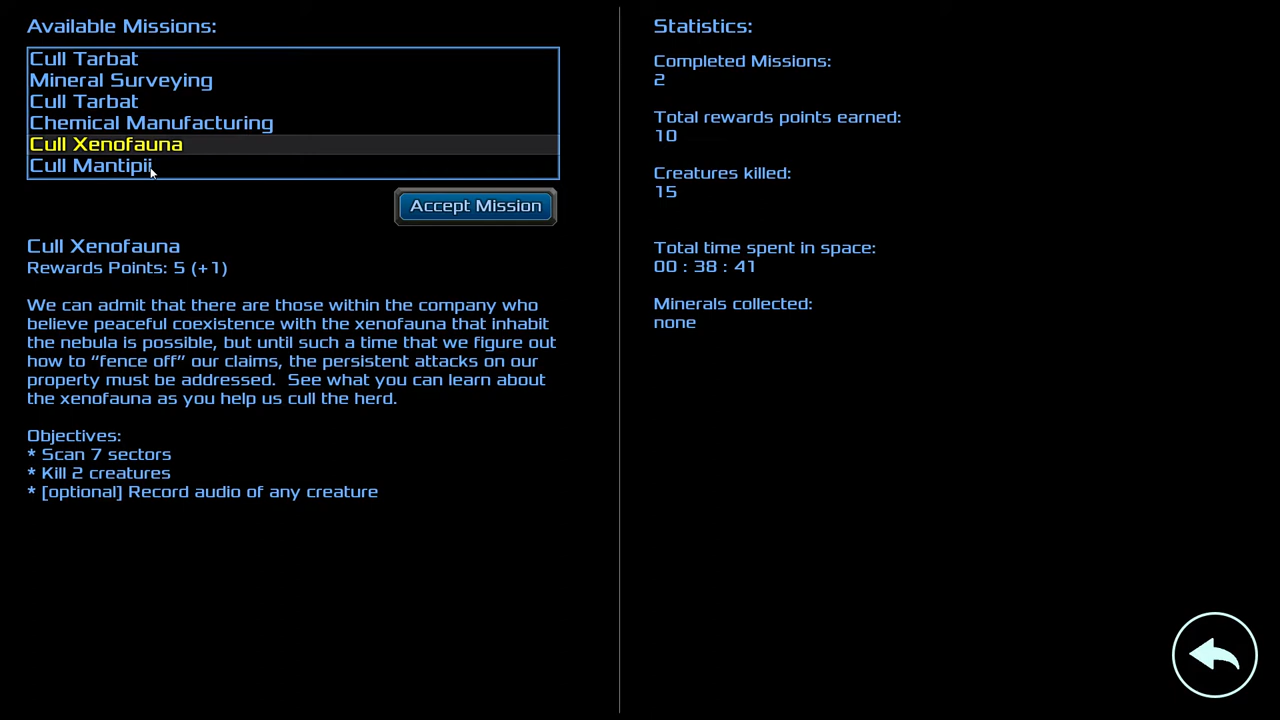 Available Missions:
Cull Tarbat
Mineral Surveying
Cull Tarbat
Chemical Manufacturing
Cull Xenofauna
Cull Mantipii
Accept Mission
Cull Xenofauna
Rewards Points: 5 (+1)
We can admit that there are those within the company who
believe peaceful coexistence with the xenofauna that inhabit
the nebula is possible, but until such a time that we figure out
how to “fence off” our claims, the persistent attacks on our
property must be addressed.  See what you can learn about
the xenofauna as you help us cull the herd.
Objectives:
* Scan 7 sectors
* Kill 2 creatures
* [optional] Record audio of any creature
Statistics:
Completed Missions:
2
Total rewards points earned:
10
Creatures killed:
15
Total time spent in space:
00 : 38 : 41
Minerals collected:
none